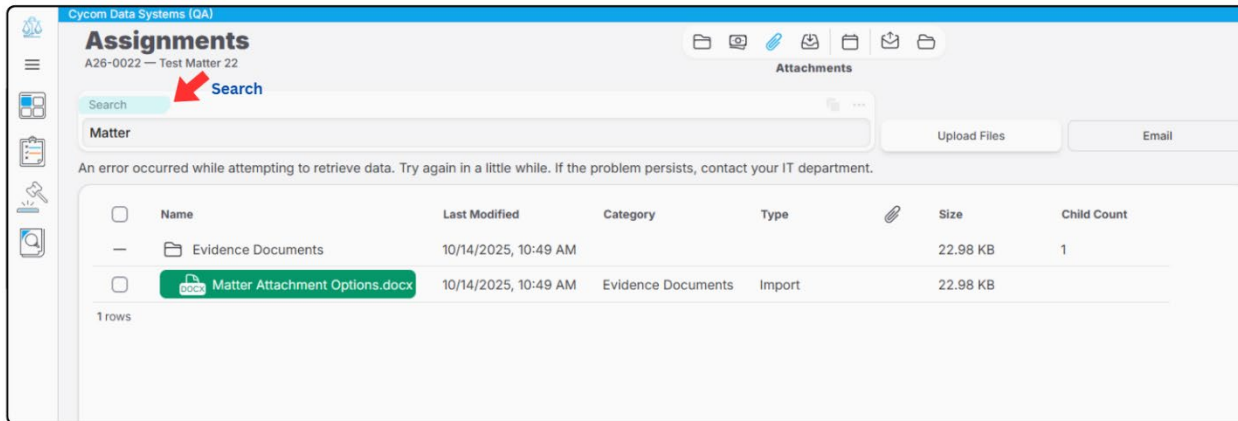 Cycom Data Systems (QA)
Assignments
A26-0022 — Test Matter 22
Attachments
Search
Search
Matter
Upload Files
Email
An error occurred while attempting to retrieve data. Try again in a little while. If the problem persists, contact your IT department.
Name Last Modified Category Type Size Child Count
Evidence Documents 10/14/2025, 10:49 AM 22.98 KB 1
DOCX Matter Attachment Options.docx 10/14/2025, 10:49 AM Evidence Documents Import 22.98 KB
1 rows